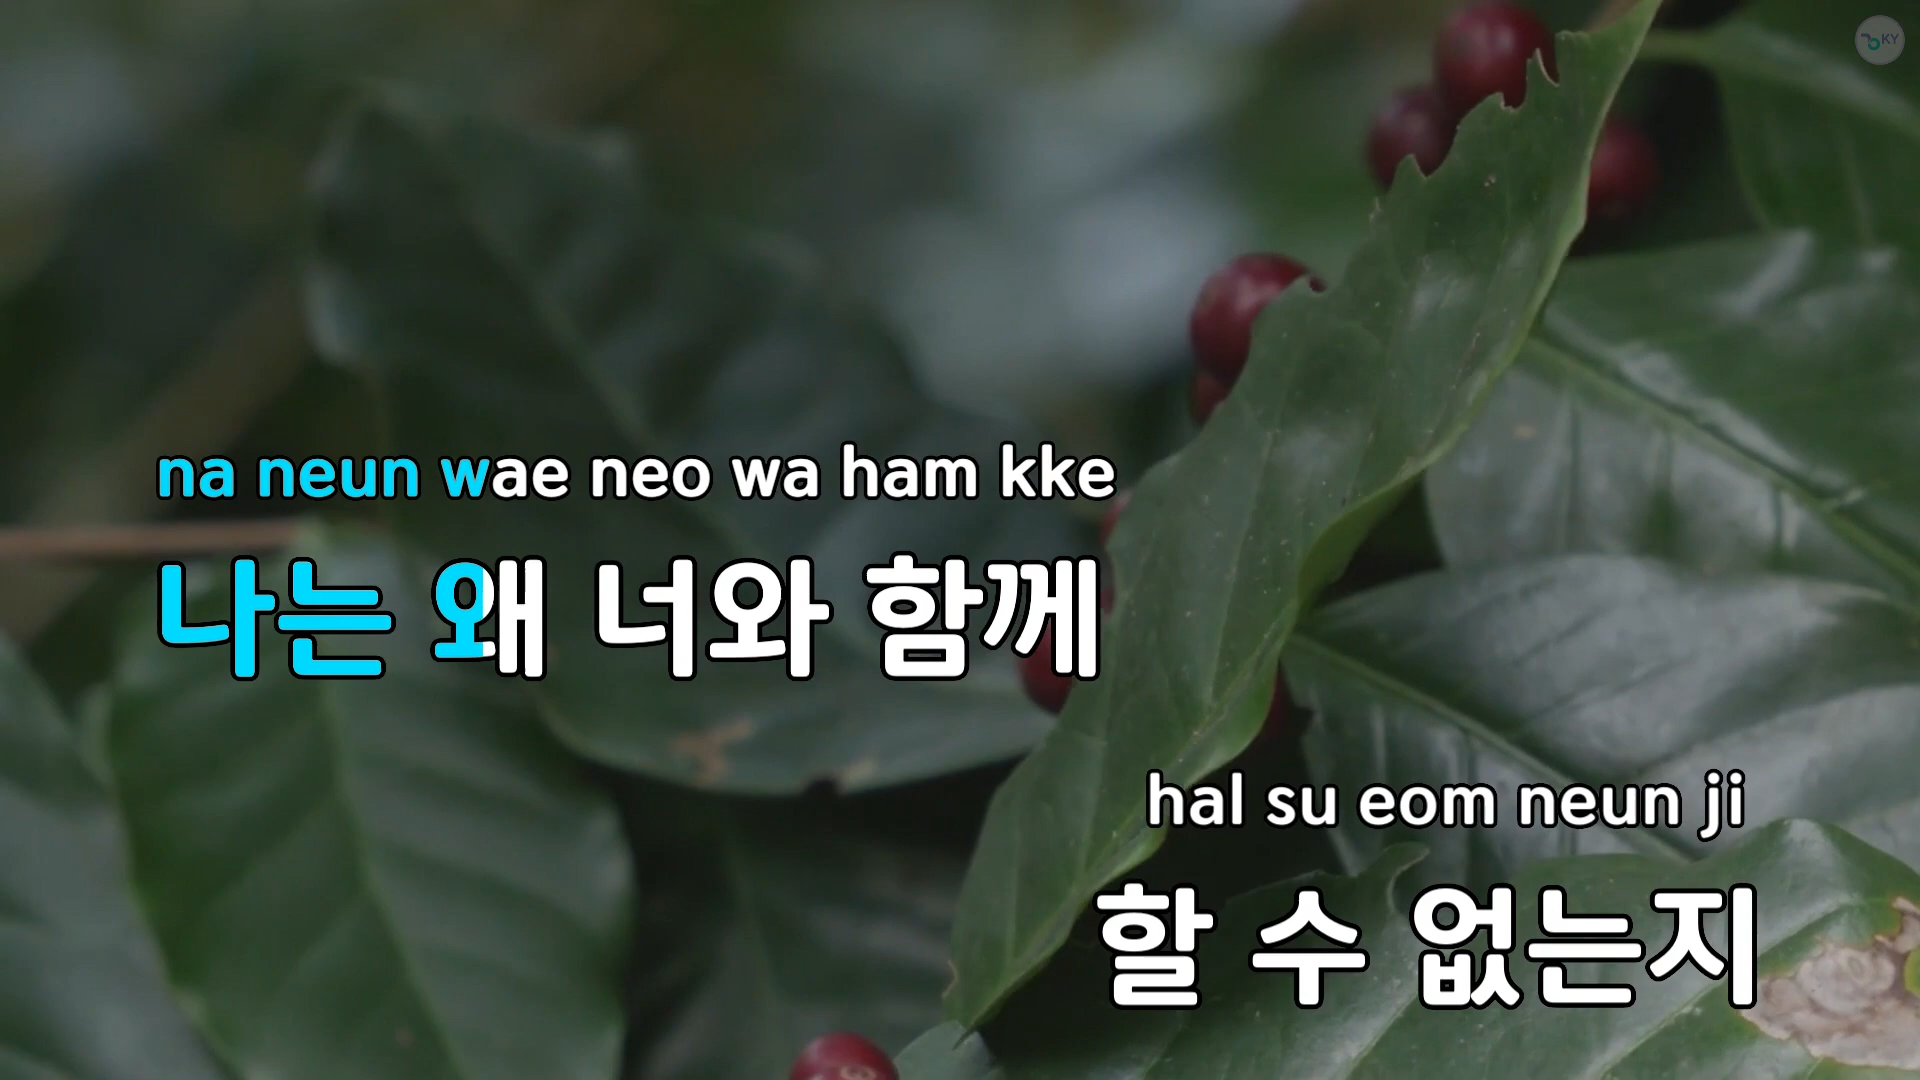 KY
na neun wae neo wa ham kke
나는 왜 너와 함께
hal su eom neun ji
할 수 없는지